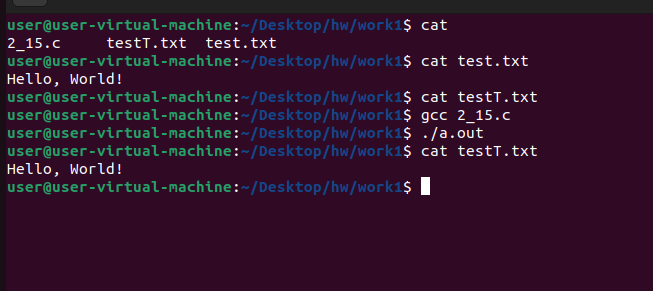 user@user-virtual-machine:~/Desktop/hw/work1$ cat
2_15.c     testT.txt  test.txt
user@user-virtual-machine:~/Desktop/hw/work1$ cat test.txt
Hello, World!
user@user-virtual-machine:~/Desktop/hw/work1$ cat testT.txt
user@user-virtual-machine:~/Desktop/hw/work1$ gcc 2_15.c
user@user-virtual-machine:~/Desktop/hw/work1$ ./a.out
user@user-virtual-machine:~/Desktop/hw/work1$ cat testT.txt
Hello, World!
user@user-virtual-machine:~/Desktop/hw/work1$